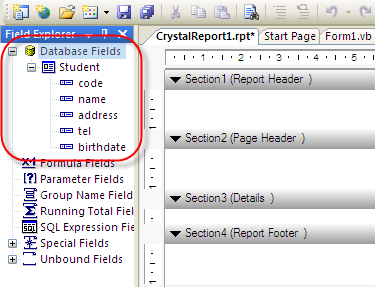 Field Explorer
Database Fields
Student
code
name
address
tel
birthdate
Formula Fields
Parameter Fields
Group Name Field
Running Total Field
SQL Expression Fie
Special Fields
Unbound Fields
CrystalReport1.rpt* Start Page Form1.vb
1
Section1 (Report Header )
Section2 (Page Header )
Section3 (Details )
Section4 (Report Footer )